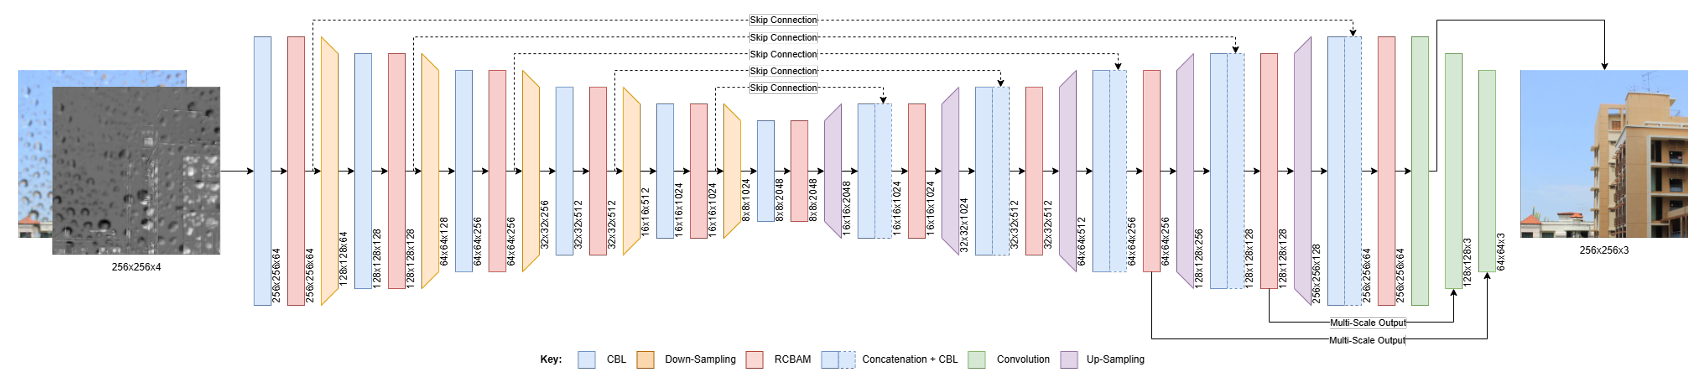 Skip Connection
Skip Connection
Skip Connection
Skip Connection
Skip Connection
256x256x4
256x256x64
256x256x64
128x128x64
128x128x128
128x128x128
64x64x128
64x64x256
64x64x256
32x32x256
32x32x512
32x32x512
16x16x512
16x16x1024
16x16x1024
8x8x1024
8x8x2048
8x8x2048
16x16x2048
16x16x1024
16x16x1024
32x32x1024
32x32x512
32x32x512
64x64x512
64x64x256
64x64x256
128x128x256
128x128x128
128x128x128
256x256x128
256x256x64
256x256x64
128x128x3
64x64x3
256x256x3
Multi-Scale Output
Multi-Scale Output
Key: CBL Down-Sampling RCBAM Concatenation + CBL Convolution Up-Sampling